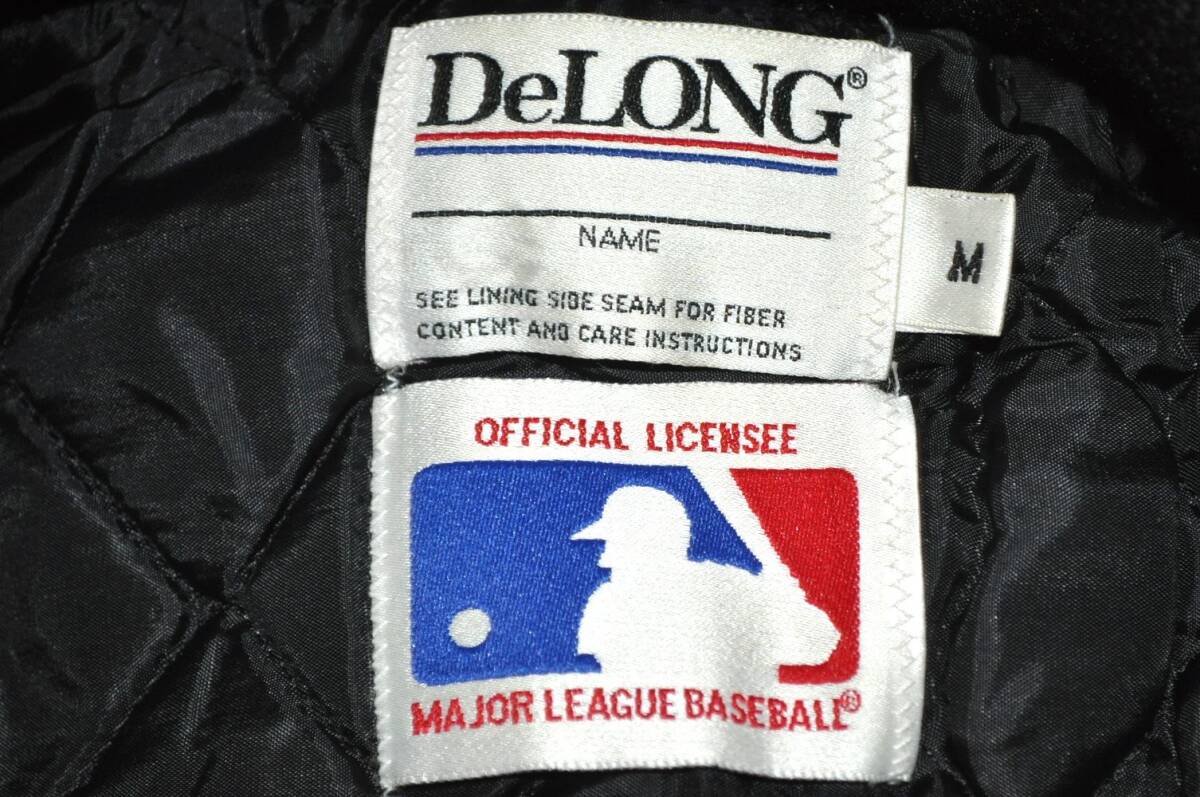 DeLONG®
NAME
M
SEE LINING SIDE SEAM FOR FIBER
CONTENT AND CARE INSTRUCTIONS
OFFICIAL LICENSEE
MAJOR LEAGUE BASEBALL®